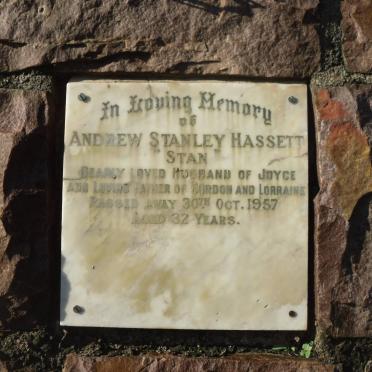 In Loving Memory
of
ANDREW STANLEY HASSETT
"STAN"
DEARLY LOVED HUSBAND OF JOYCE
AND LOVING FATHER OF GORDON AND LORRAINE
PASSED AWAY 30TH OCT. 1957
AGED 32 YEARS.